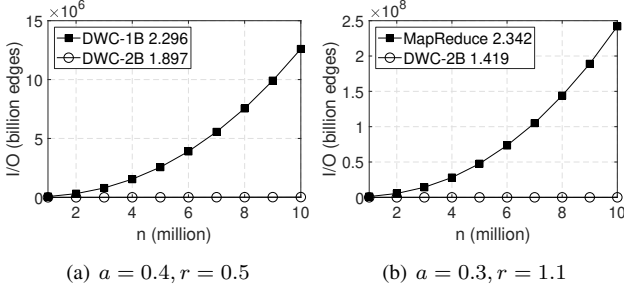 ×10^6
15
10
5
0
I/O (billion edges)
DWC-1B 2.296
DWC-2B 1.897
2 4 6 8 10
n (million)
(a) a = 0.4, r = 0.5
×10^8
2.5
2
1.5
1
0.5
0
I/O (billion edges)
MapReduce 2.342
DWC-2B 1.419
2 4 6 8 10
n (million)
(b) a = 0.3, r = 1.1